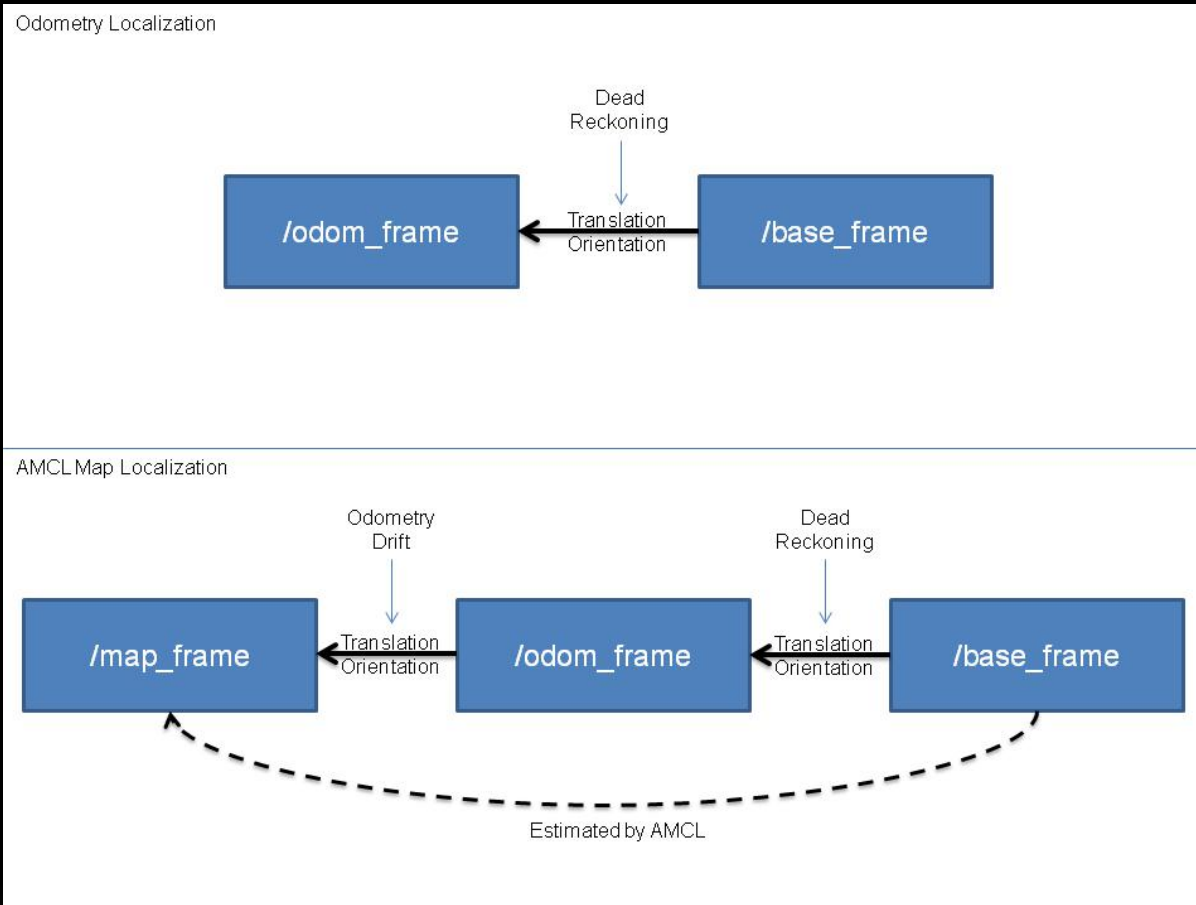 Odometry Localization
Dead
Reckoning
/odom_frame
Translation
Orientation
/base_frame
AMCL Map Localization
Odometry
Drift
Dead
Reckoning
/map_frame
Translation
Orientation
/odom_frame
Translation
Orientation
/base_frame
Estimated by AMCL